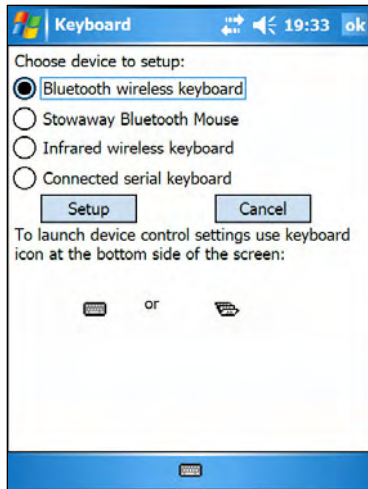 Keyboard 19:33 ok
Choose device to setup:
Bluetooth wireless keyboard
Stowaway Bluetooth Mouse
Infrared wireless keyboard
Connected serial keyboard
Setup Cancel
To launch device control settings use keyboard
icon at the bottom side of the screen:
or